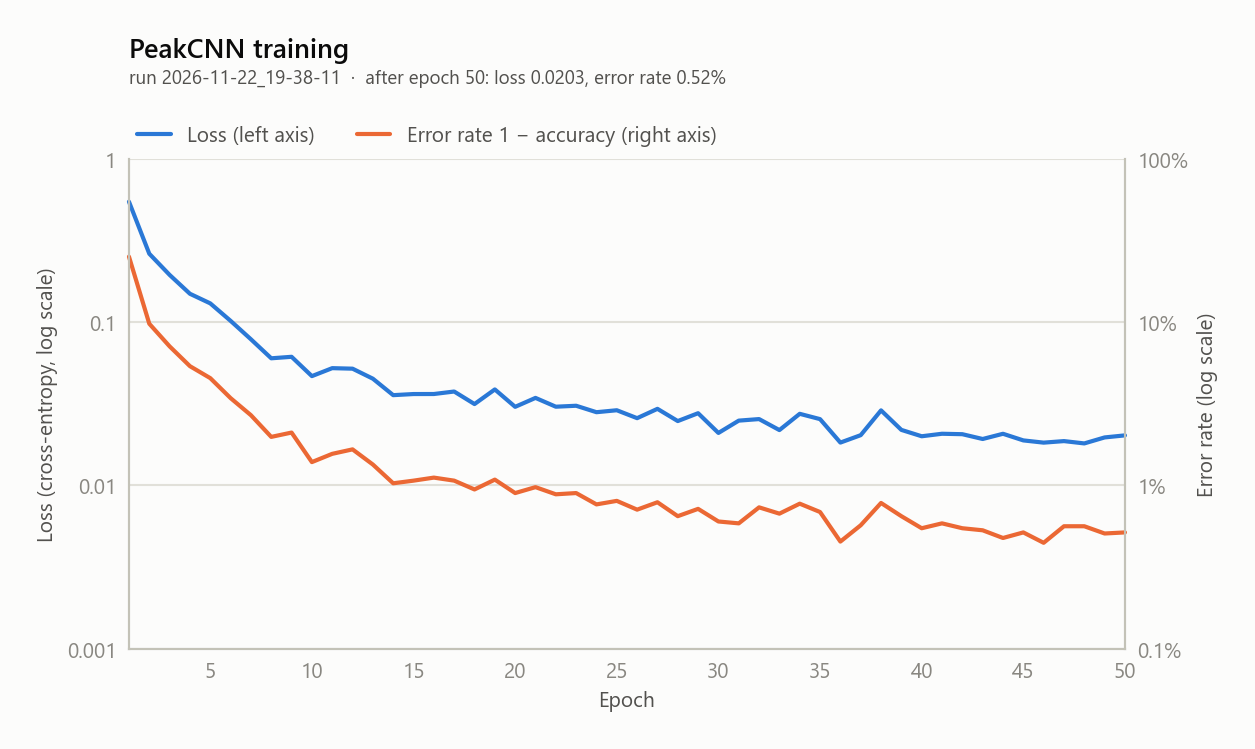 PeakCNN training
run 2026-11-22_19-38-11 · after epoch 50: loss 0.0203, error rate 0.52%
Loss (left axis) Error rate 1 − accuracy (right axis)
1 100%
0.1 10%
0.01 1%
0.001 0.1%
Loss (cross-entropy, log scale)
Error rate (log scale)
5 10 15 20 25 30 35 40 45 50
Epoch